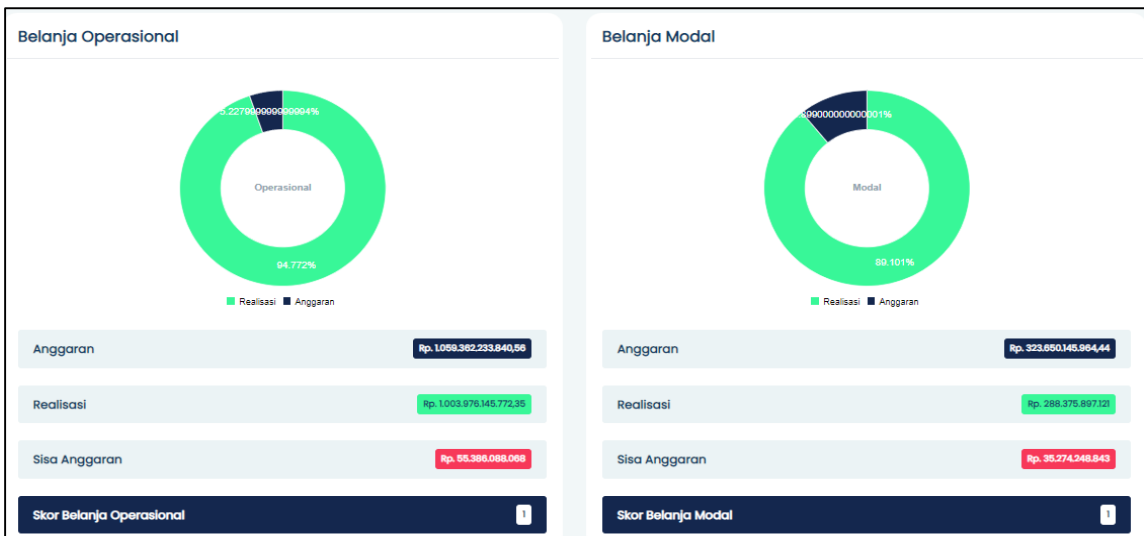 Belanja Operasional
5.2279999999999994%
Operasional
94.772%
Realisasi Anggaran
Anggaran Rp. 1.059.362.233.840,56
Realisasi Rp. 1.003.976.145.772,35
Sisa Anggaran Rp. 55.386.088.068
Skor Belanja Operasional 1
Belanja Modal
Modal
89.101%
Realisasi Anggaran
Anggaran Rp. 323.650.145.964,44
Realisasi Rp. 288.375.897.121
Sisa Anggaran Rp. 35.274.248.843
Skor Belanja Modal 1